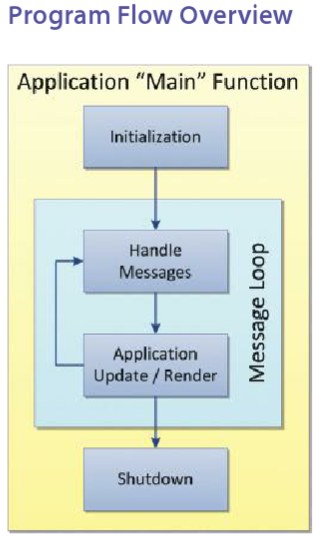 Program Flow Overview
Application “Main” Function
Initialization
Handle
Messages
Message Loop
Application
Update / Render
Shutdown